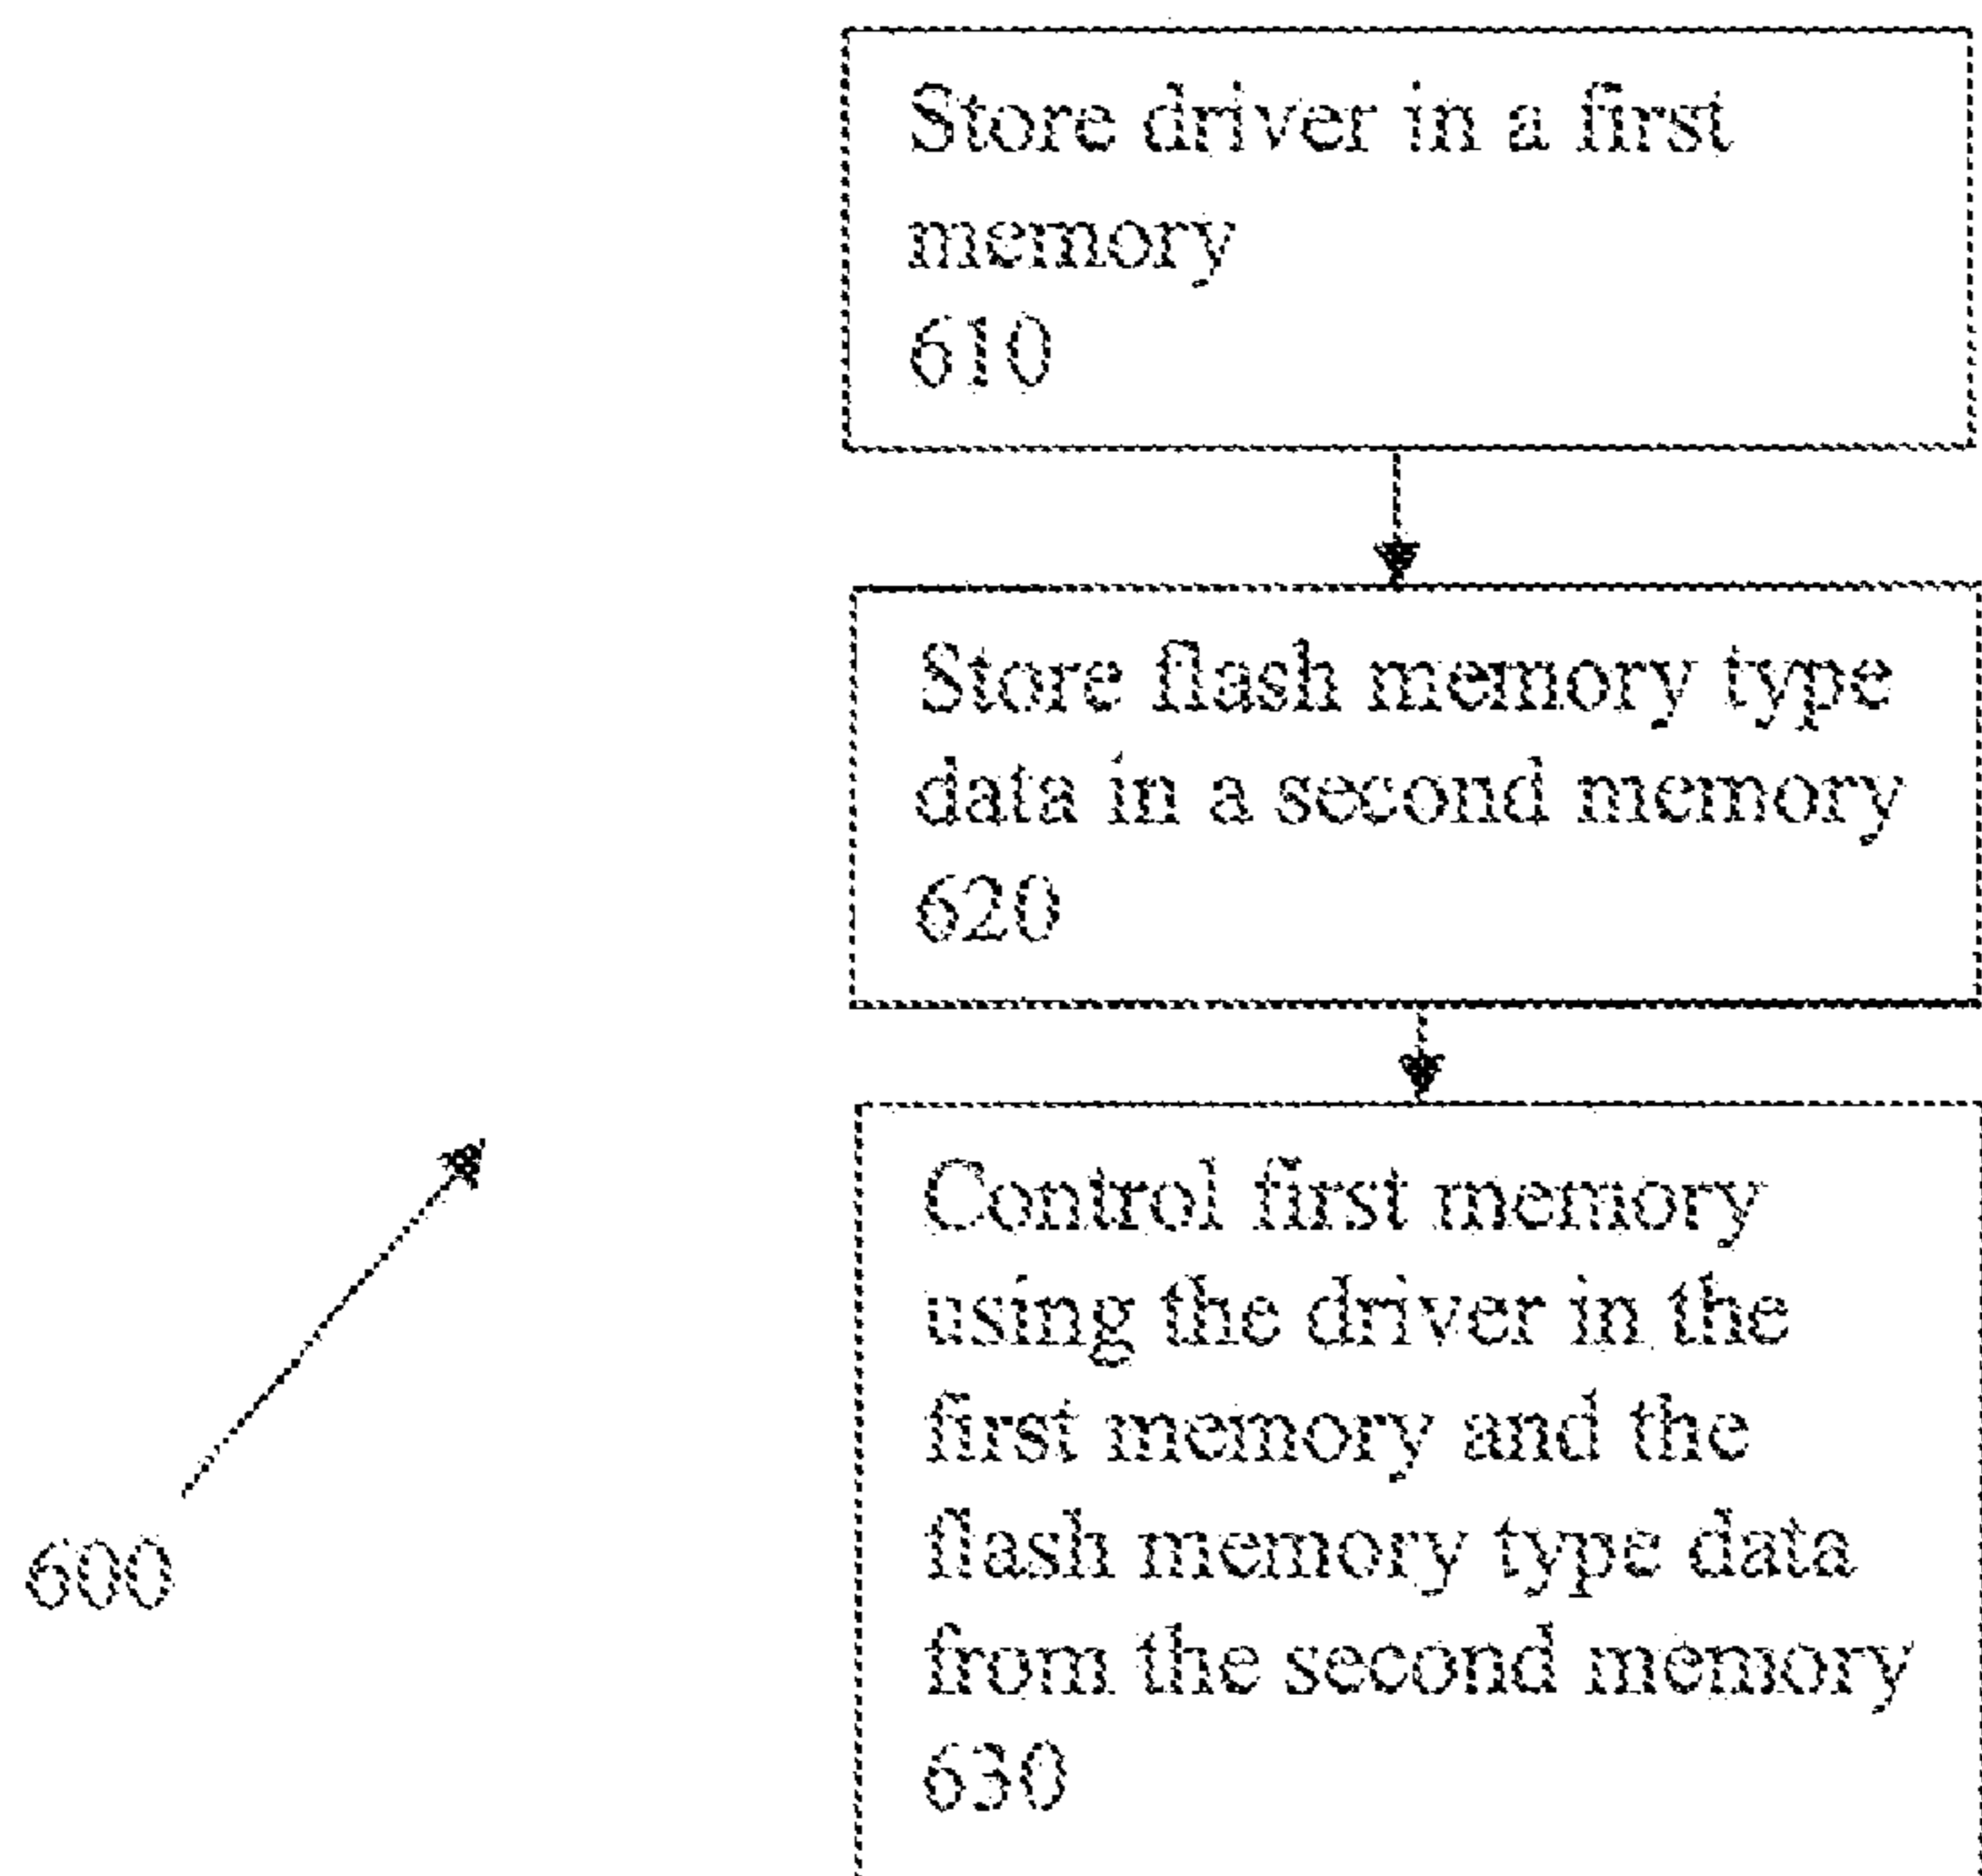 Store driver in a first
memory
610
Store flash memory type
data in a second memory
620
Control first memory
using the driver in the
first memory and the
flash memory type data
from the second memory
630
600